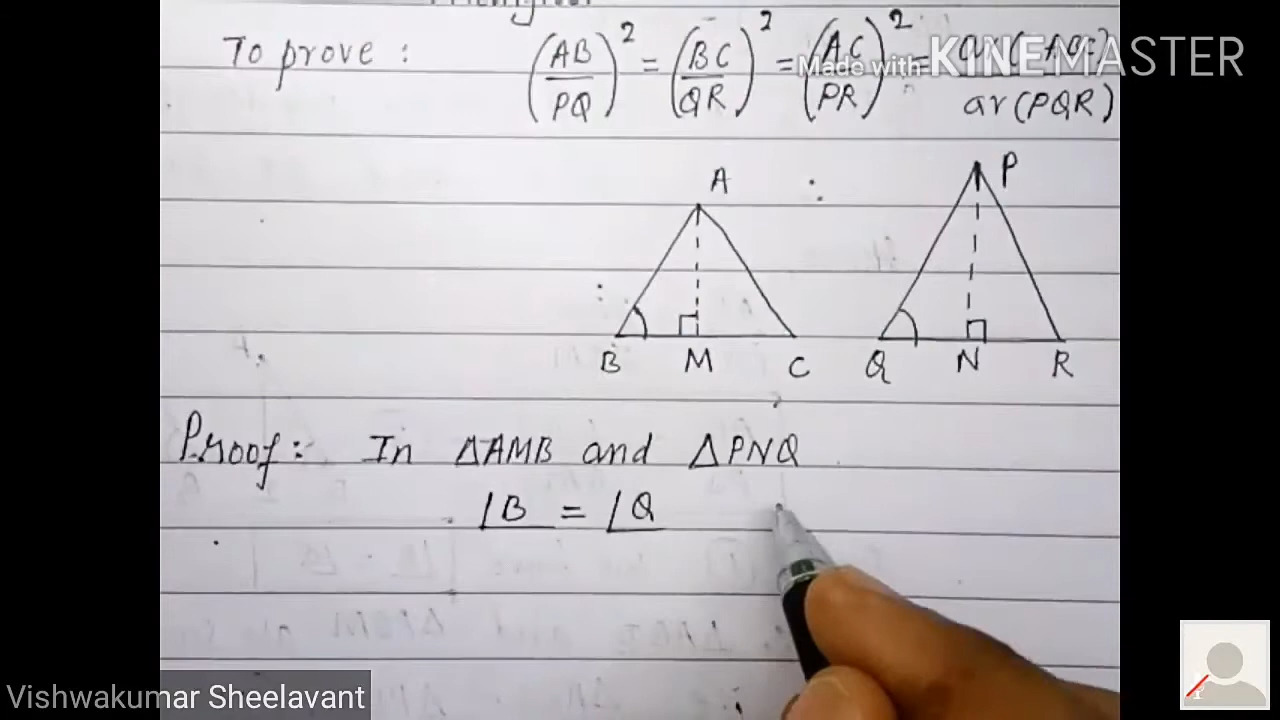 To prove : (AB/PQ)² = (BC/QR)² = (AC/PR)² = ar(ABC)/ar(PQR)
Made with KINEMASTER
A P
B M C Q N R
Proof :- In ΔAMB and ΔPNQ
∠B = ∠Q
Vishwakumar Sheelavant